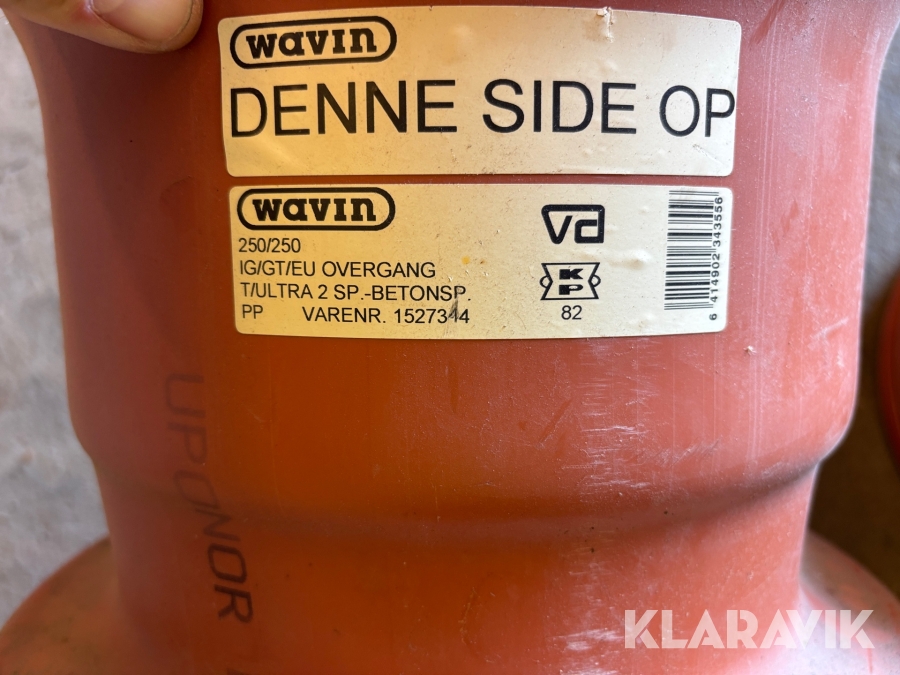 wavin
DENNE SIDE OP
wavin
250/250
IG/GT/EU OVERGANG
T/ULTRA 2 SP.-BETONSP.
PP VARENR. 1527344
va
KP
82
6 414902 343556
UPONOR
KLARAVIK